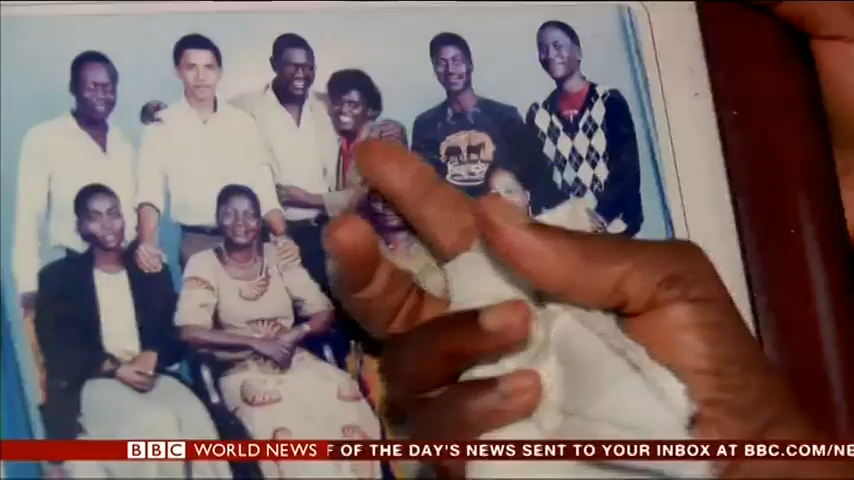 BBC WORLD NEWS F OF THE DAY'S NEWS SENT TO YOUR INBOX AT BBC.COM/NE